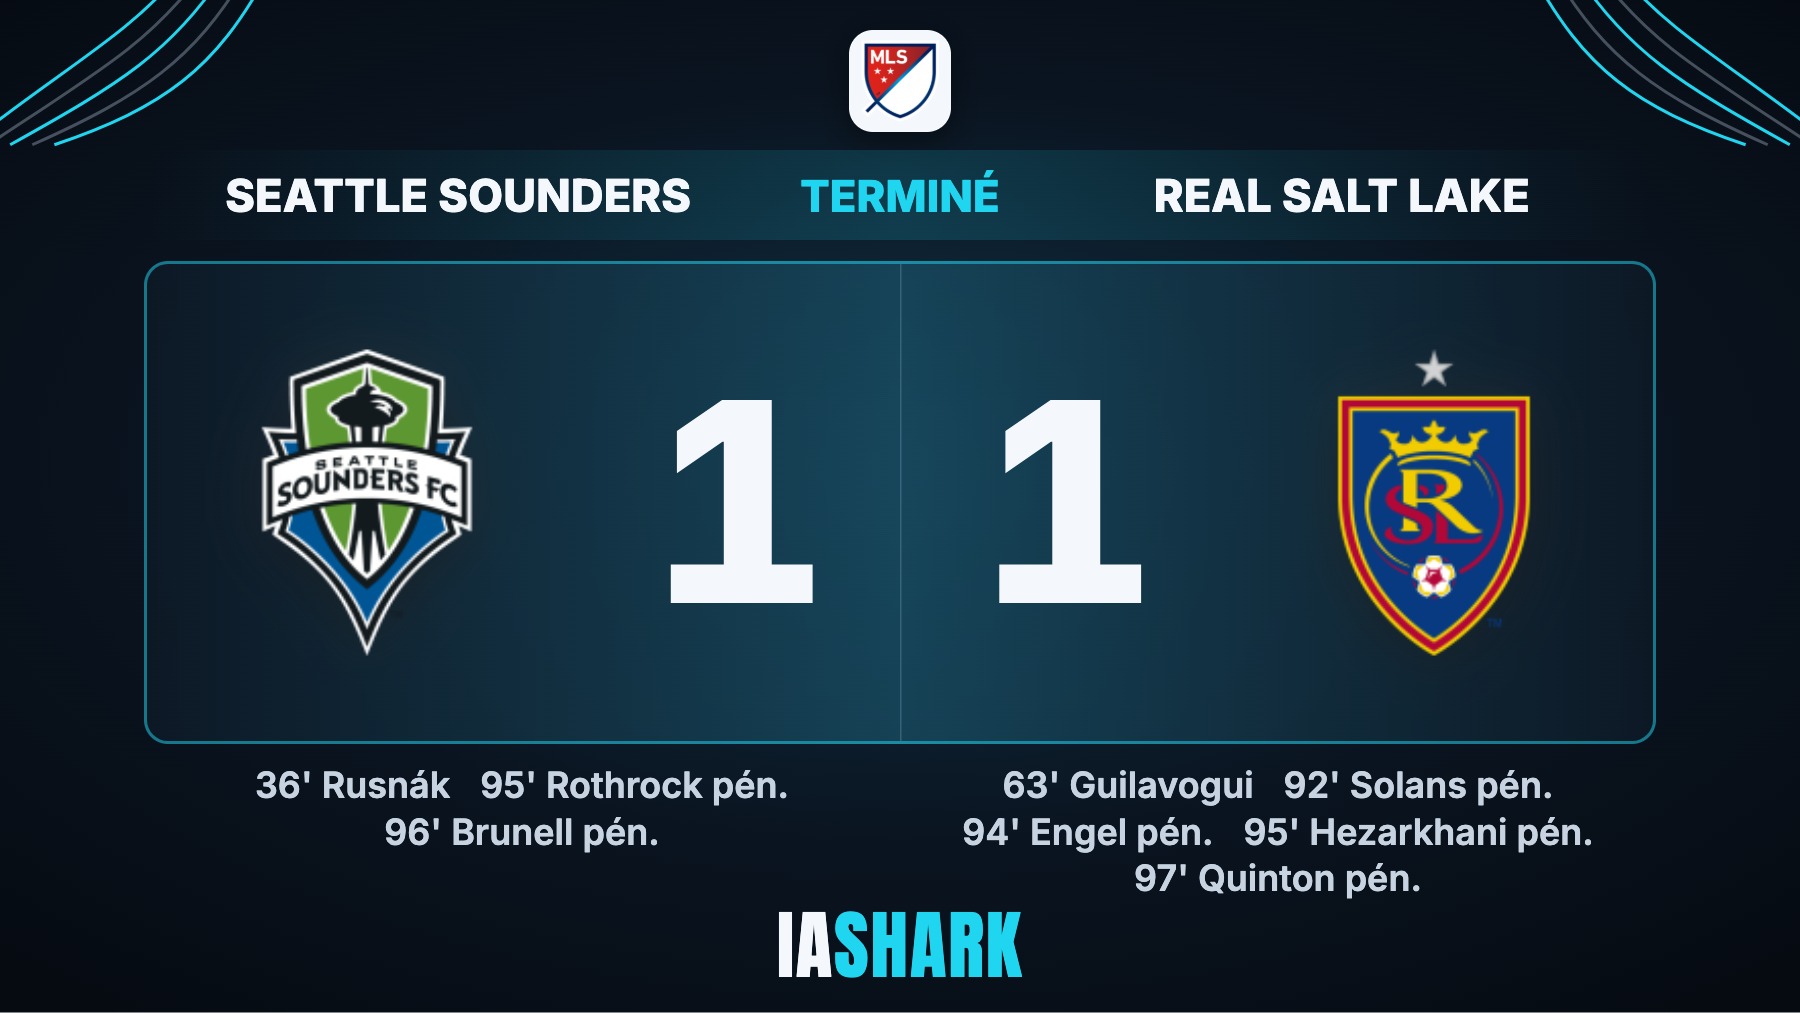 MLS
SEATTLE SOUNDERS TERMINÉ REAL SALT LAKE
SEATTLE
SOUNDERS FC
1 1
RSL
TM
36' Rusnák 95' Rothrock pén.
96' Brunell pén.
63' Guilavogui 92' Solans pén.
94' Engel pén. 95' Hezarkhani pén.
97' Quinton pén.
IASHARK